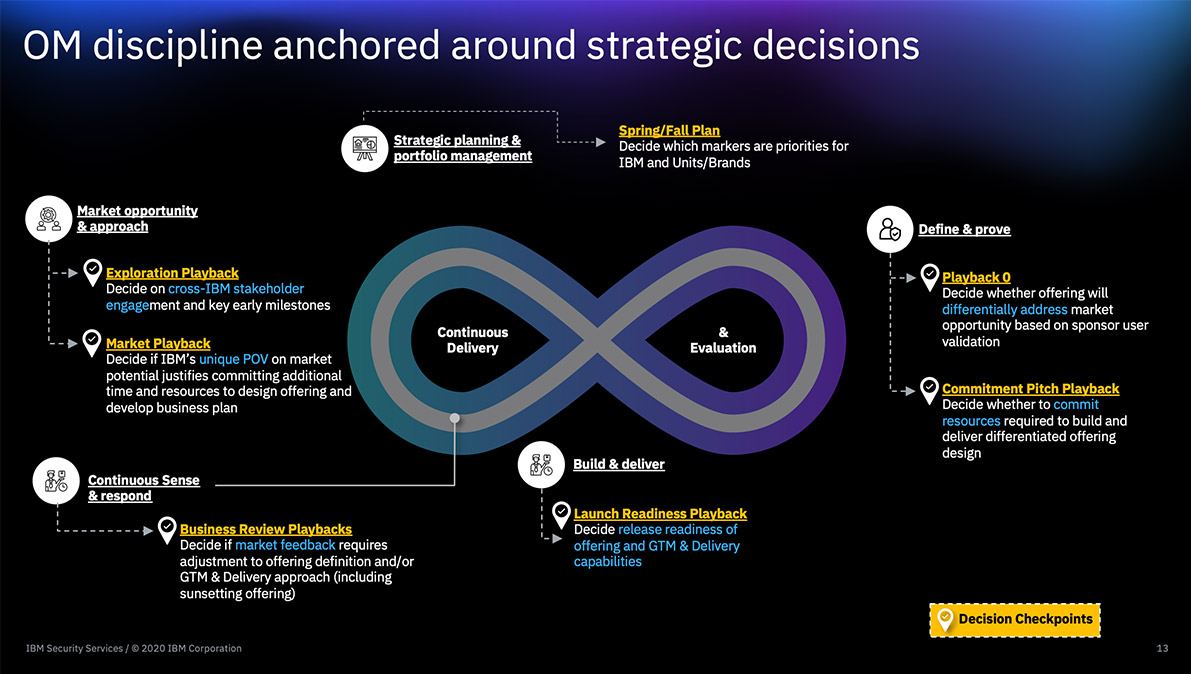 OM discipline anchored around strategic decisions
Strategic planning &
portfolio management
Spring/Fall Plan
Decide which markers are priorities for
IBM and Units/Brands
Market opportunity
& approach
Exploration Playback
Decide on cross-IBM stakeholder
engagement and key early milestones
Market Playback
Decide if IBM's unique POV on market
potential justifies committing additional
time and resources to design offering and
develop business plan
Continuous
Delivery
&
Evaluation
Define & prove
Playback 0
Decide whether offering will
differentially address market
opportunity based on sponsor user
validation
Commitment Pitch Playback
Decide whether to commit
resources required to build and
deliver differentiated offering
design
Continuous Sense
& respond
Business Review Playbacks
Decide if market feedback requires
adjustment to offering definition and/or
GTM & Delivery approach (including
sunsetting offering)
Build & deliver
Launch Readiness Playback
Decide release readiness of
offering and GTM & Delivery
capabilities
Decision Checkpoints
IBM Security Services / © 2020 IBM Corporation
13